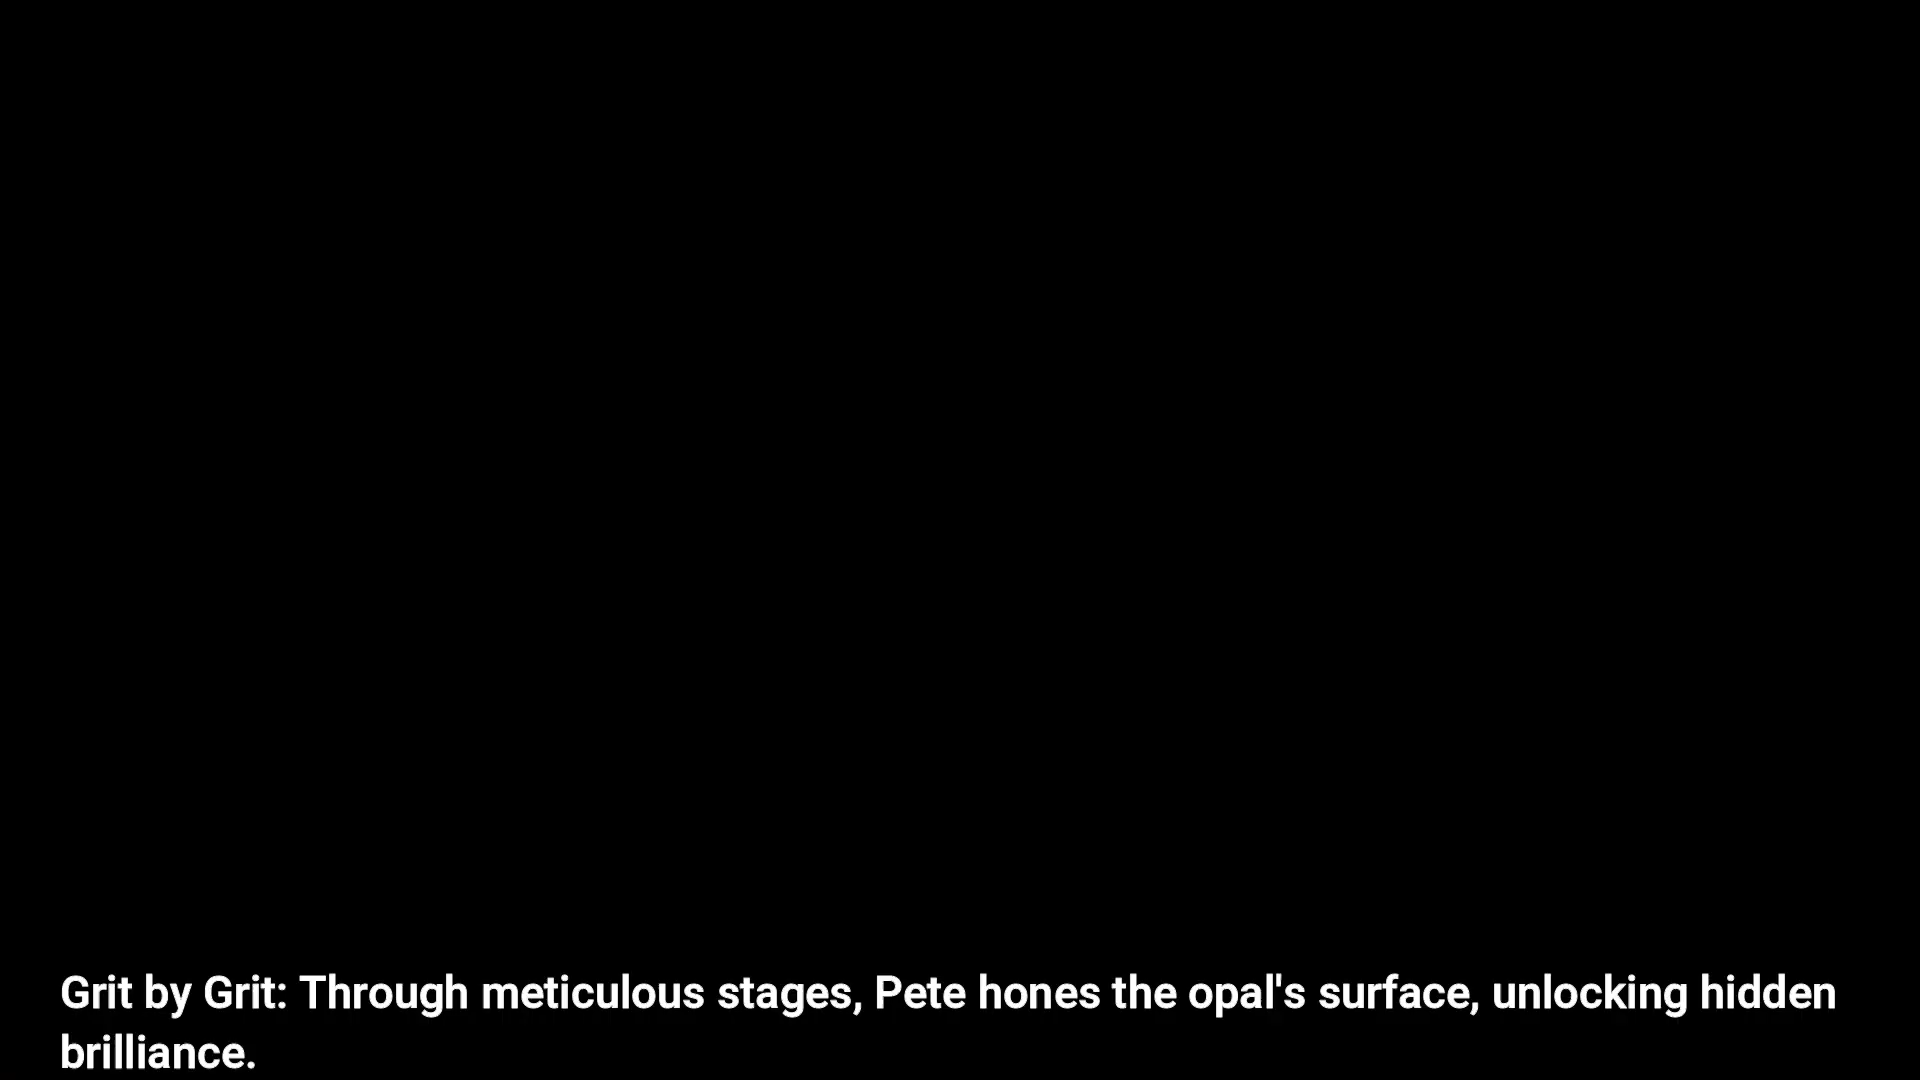 Grit by Grit: Through meticulous stages, Pete hones the opal's surface, unlocking hidden
brilliance.